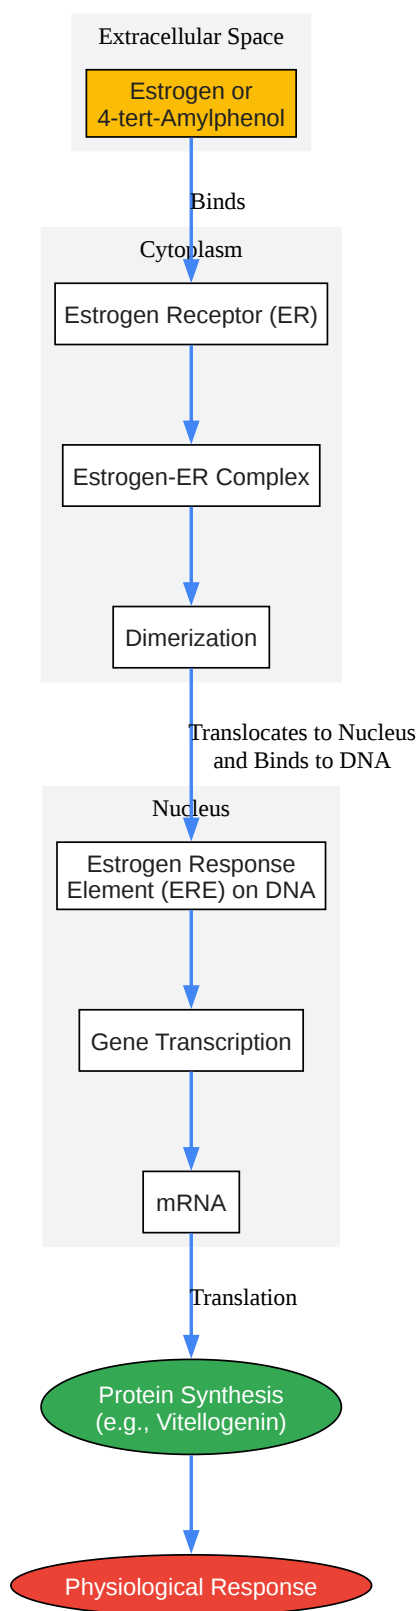 Extracellular Space
Estrogen or
4-tert-Amylphenol
Binds
Cytoplasm
Estrogen Receptor (ER)
Estrogen-ER Complex
Dimerization
Translocates to Nucleus
and Binds to DNA
Nucleus
Estrogen Response
Element (ERE) on DNA
Gene Transcription
mRNA
Translation
Protein Synthesis
(e.g., Vitellogenin)
Physiological Response